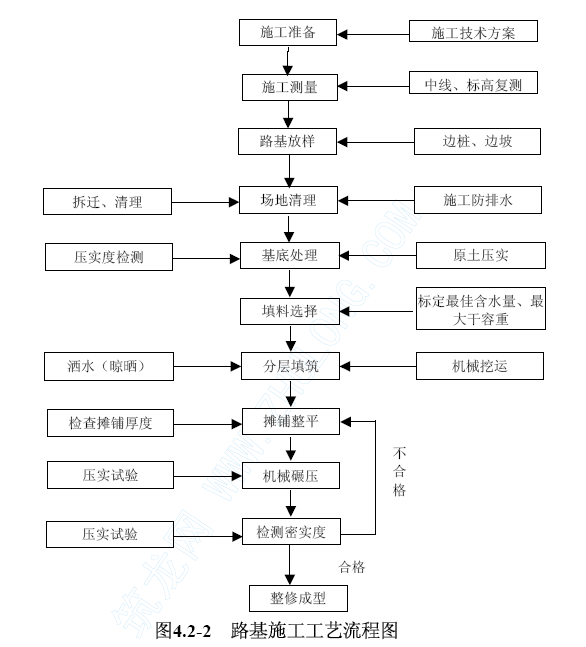 施工准备
施工技术方案
施工测量
中线、标高复测
路基放样
边桩、边坡
拆迁、清理
场地清理
施工防排水
压实度检测
基底处理
原土压实
填料选择
标定最佳含水量、最
大干容重
洒水（晾晒）
分层填筑
机械挖运
检查摊铺厚度
摊铺整平
不
合
格
压实试验
机械碾压
压实试验
检测密实度
合格
整修成型
图4.2-2 路基施工工艺流程图
筑龙网 WWW.ZHULONG.COM